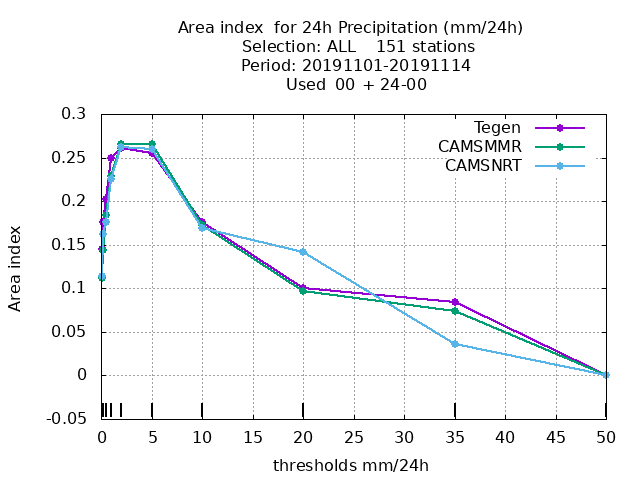 Area index  for 24h Precipitation (mm/24h)
Selection: ALL    151 stations
Period: 20191101-20191114
Used  00  + 24-00
Tegen
CAMSMMR
CAMSNRT
0.3
0.25
0.2
0.15
0.1
0.05
0
-0.05
Area index
0 5 10 15 20 25 30 35 40 45 50
thresholds mm/24h